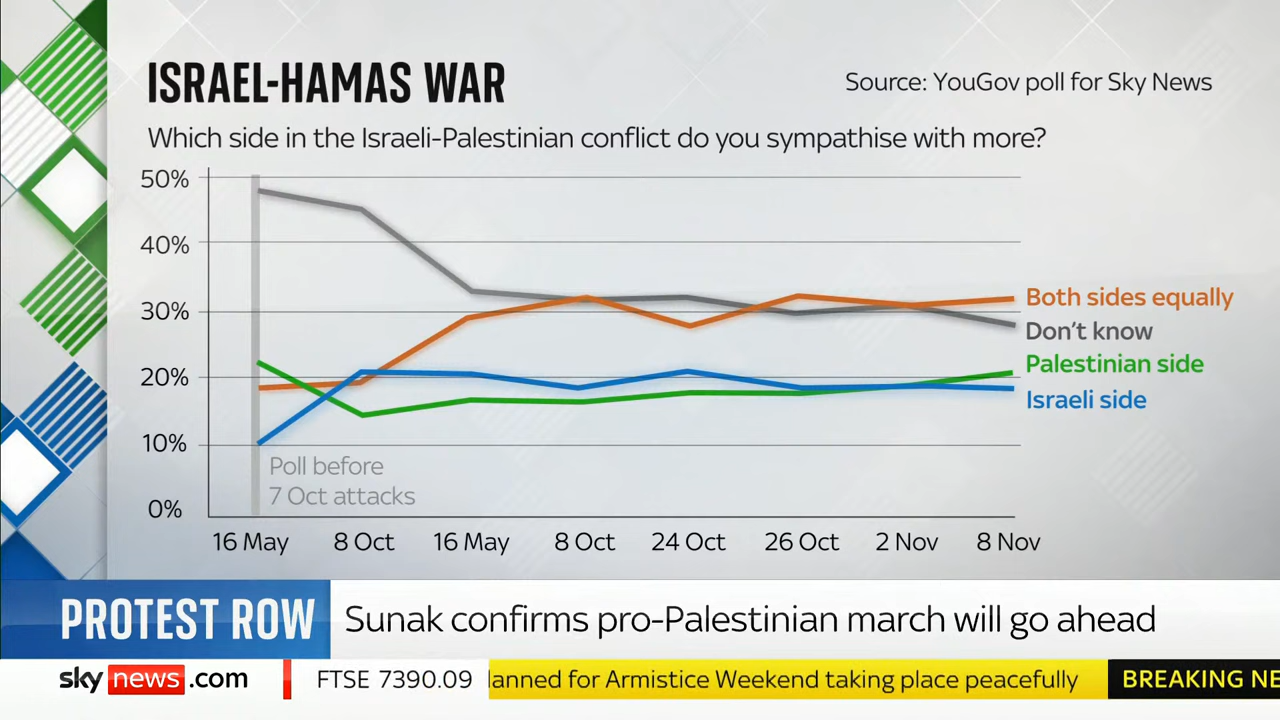 ISRAEL-HAMAS WAR
Source: YouGov poll for Sky News
Which side in the Israeli-Palestinian conflict do you sympathise with more?
50%
40%
30%
20%
10%
0%
Both sides equally
Don't know
Palestinian side
Israeli side
Poll before
7 Oct attacks
16 May 8 Oct 16 May 8 Oct 24 Oct 26 Oct 2 Nov 8 Nov
PROTEST ROW
Sunak confirms pro-Palestinian march will go ahead
sky news.com FTSE 7390.09 lanned for Armistice Weekend taking place peacefully BREAKING NE